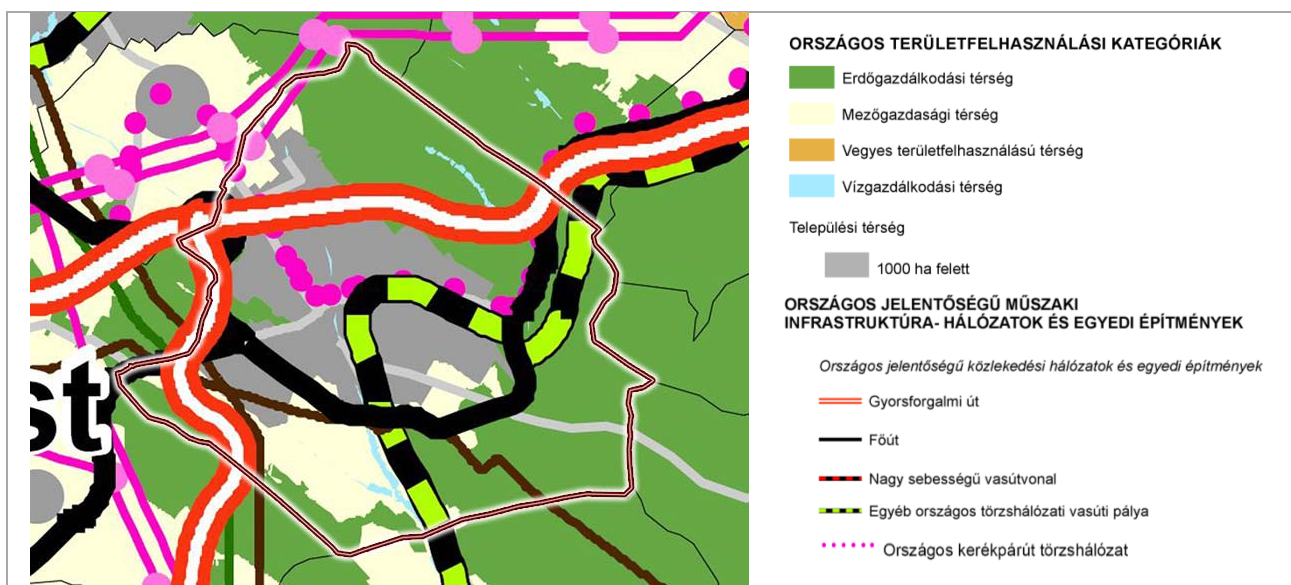 st
ORSZÁGOS TERÜLETFELHASZNÁLÁSI KATEGÓRIÁK
Erdőgazdálkodási térség
Mezőgazdasági térség
Vegyes területfelhasználású térség
Vízgazdálkodási térség
Települési térség
1000 ha felett
ORSZÁGOS JELENTŐSÉGŰ MŰSZAKI
INFRASTRUKTÚRA- HÁLÓZATOK ÉS EGYEDI ÉPÍTMÉNYEK
Országos jelentőségű közlekedési hálózatok és egyedi építmények
Gyorsforgalmi út
Főút
Nagy sebességű vasútvonal
Egyéb országos törzshálózati vasúti pálya
Országos kerékpárút törzshálózat